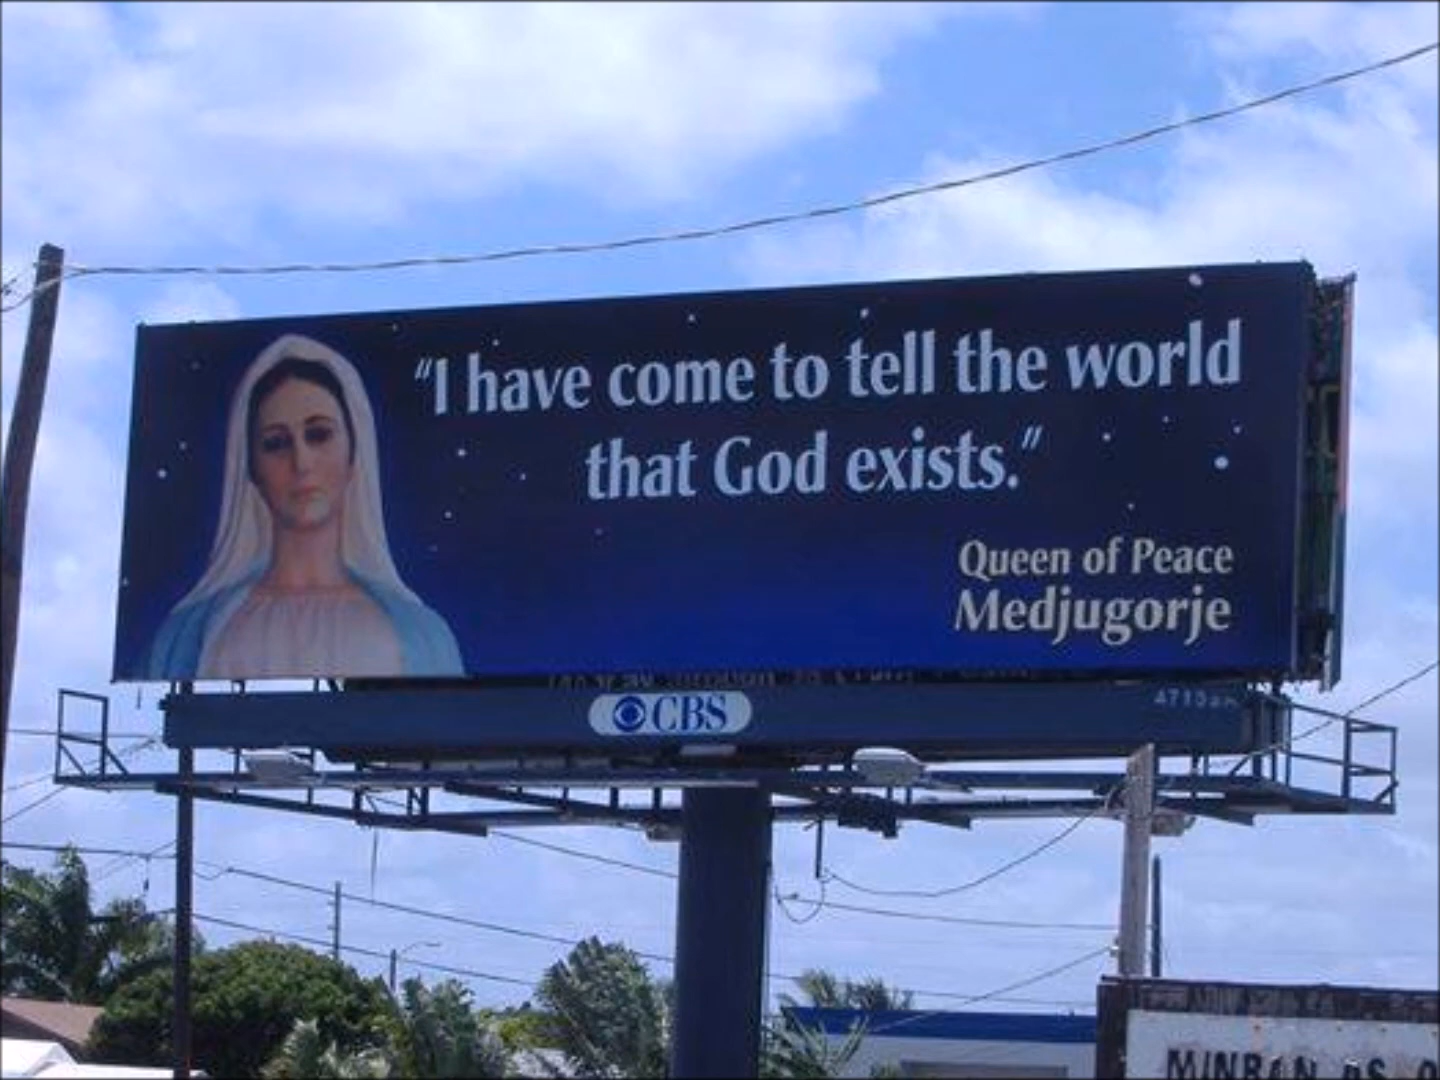 “I have come to tell the world
that God exists.”
Queen of Peace
Medjugorje
CBS